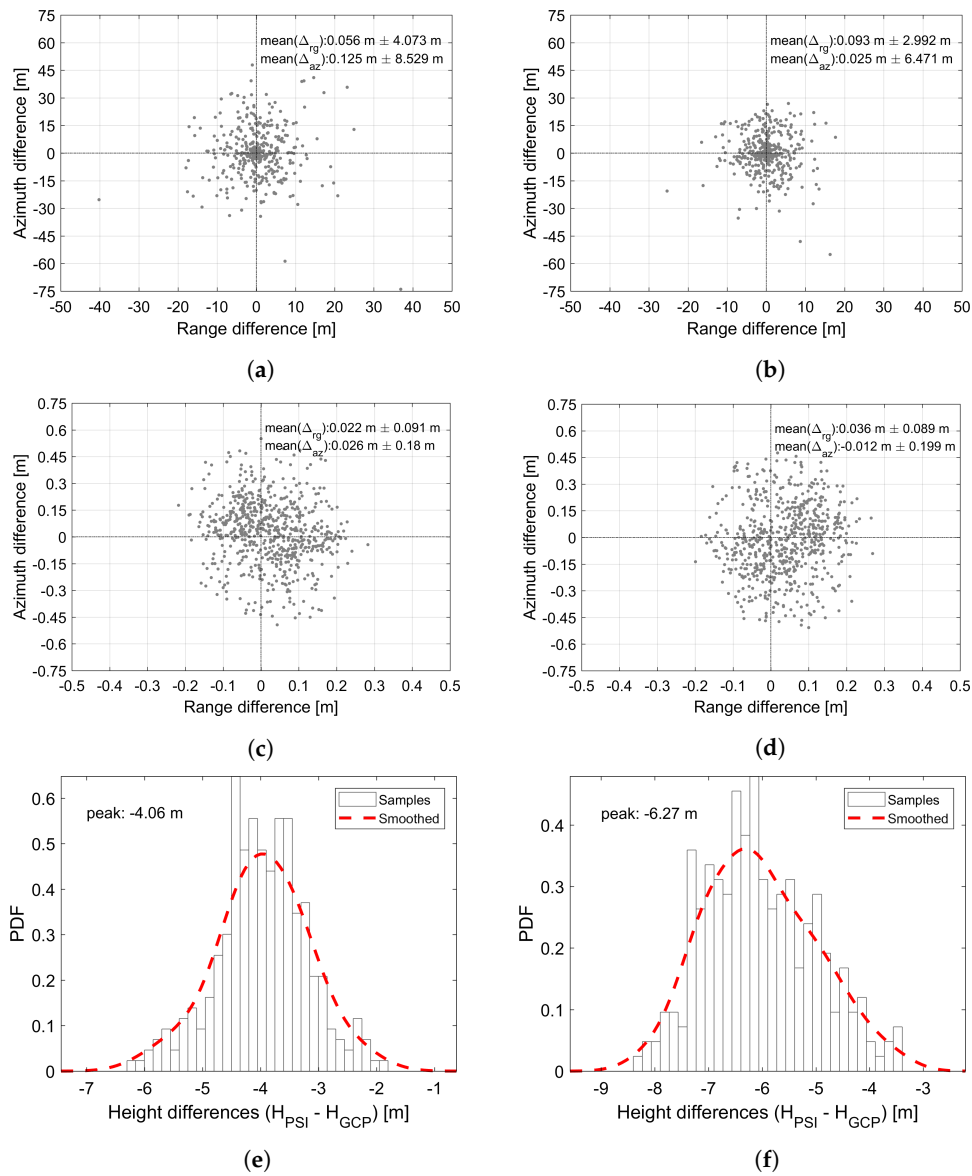 75
60
45
30
15
0
-15
-30
-45
-60
-75
Azimuth difference [m]
mean(Δrg):0.056 m ± 4.073 m
mean(Δaz):0.125 m ± 8.529 m
-50 -40 -30 -20 -10 0 10 20 30 40 50
Range difference [m]
(a)
75
60
45
30
15
0
-15
-30
-45
-60
-75
Azimuth difference [m]
mean(Δrg):0.093 m ± 2.992 m
mean(Δaz):0.025 m ± 6.471 m
-50 -40 -30 -20 -10 0 10 20 30 40 50
Range difference [m]
(b)
0.75
0.6
0.45
0.3
0.15
0
-0.15
-0.3
-0.45
-0.6
-0.75
Azimuth difference [m]
mean(Δrg):0.022 m ± 0.091 m
mean(Δaz):0.026 m ± 0.18 m
-0.5 -0.4 -0.3 -0.2 -0.1 0 0.1 0.2 0.3 0.4 0.5
Range difference [m]
(c)
0.75
0.6
0.45
0.3
0.15
0
-0.15
-0.3
-0.45
-0.6
-0.75
Azimuth difference [m]
mean(Δrg):0.036 m ± 0.089 m
mean(Δaz):-0.012 m ± 0.199 m
-0.5 -0.4 -0.3 -0.2 -0.1 0 0.1 0.2 0.3 0.4 0.5
Range difference [m]
(d)
0.6
0.5
0.4
0.3
0.2
0.1
0
PDF
peak: -4.06 m
Samples
Smoothed
-7 -6 -5 -4 -3 -2 -1
Height differences (HPSI - HGCP) [m]
(e)
0.4
0.3
0.2
0.1
0
PDF
peak: -6.27 m
Samples
Smoothed
-9 -8 -7 -6 -5 -4 -3
Height differences (HPSI - HGCP) [m]
(f)